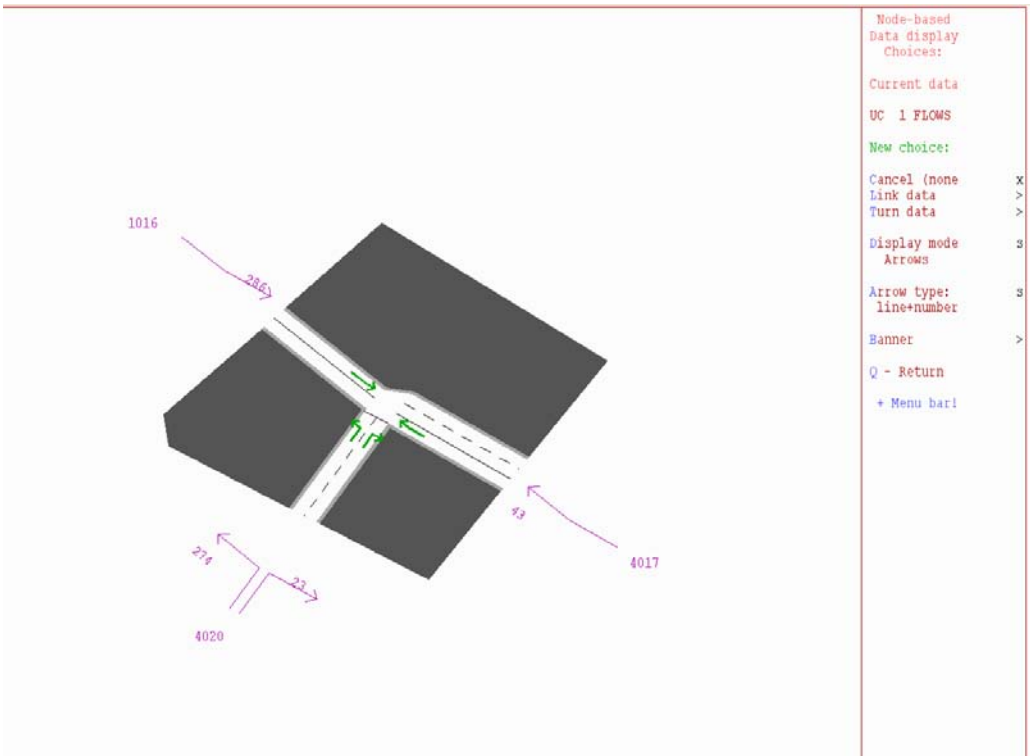 Node-based
Data display
Choices:
Current data
UC 1 FLOWS
New choice:
Cancel (none x
Link data >
Turn data >
Display mode s
Arrows
Arrow type: s
line+number
Banner >
Q - Return
+ Menu bar!
1016
286
43
4017
274
23
4020